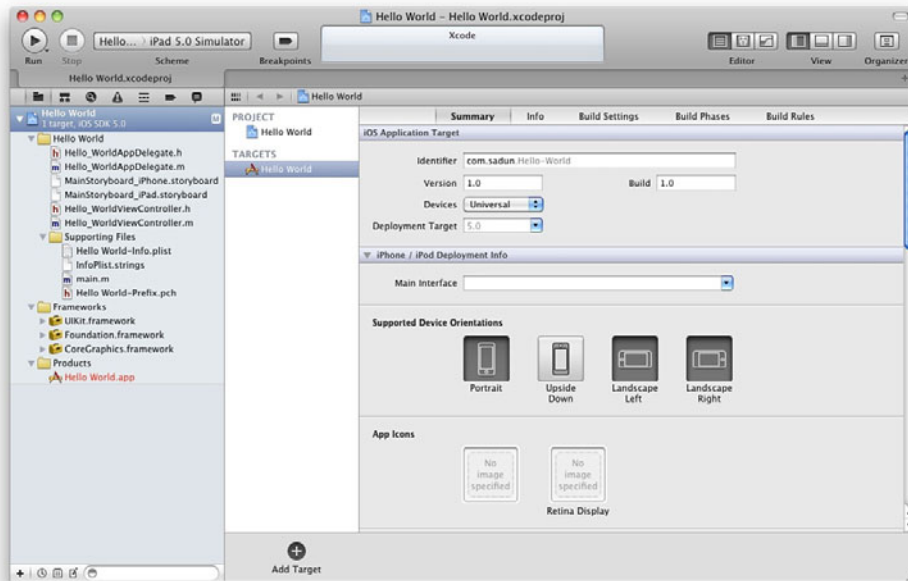 Hello World – Hello World.xcodeproj
Hello... › iPad 5.0 Simulator
Xcode
Run Stop Scheme Breakpoints Editor View Organizer
Hello World.xcodeproj
Hello World
Hello World
1 target, iOS SDK 5.0
M
Hello World
h Hello_WorldAppDelegate.h
m Hello_WorldAppDelegate.m
MainStoryboard_iPhone.storyboard
MainStoryboard_iPad.storyboard
h Hello_WorldViewController.h
m Hello_WorldViewController.m
Supporting Files
Hello World-Info.plist
InfoPlist.strings
m main.m
h Hello World-Prefix.pch
Frameworks
UIKit.framework
Foundation.framework
CoreGraphics.framework
Products
Hello World.app
PROJECT
Hello World
TARGETS
Hello World
Summary Info Build Settings Build Phases Build Rules
iOS Application Target
Identifier com.sadun.Hello-World
Version 1.0 Build 1.0
Devices Universal
Deployment Target 5.0
iPhone / iPod Deployment Info
Main Interface
Supported Device Orientations
Portrait
Upside
Down
Landscape
Left
Landscape
Right
App Icons
No
image
specified
No
image
specified
Retina Display
Add Target